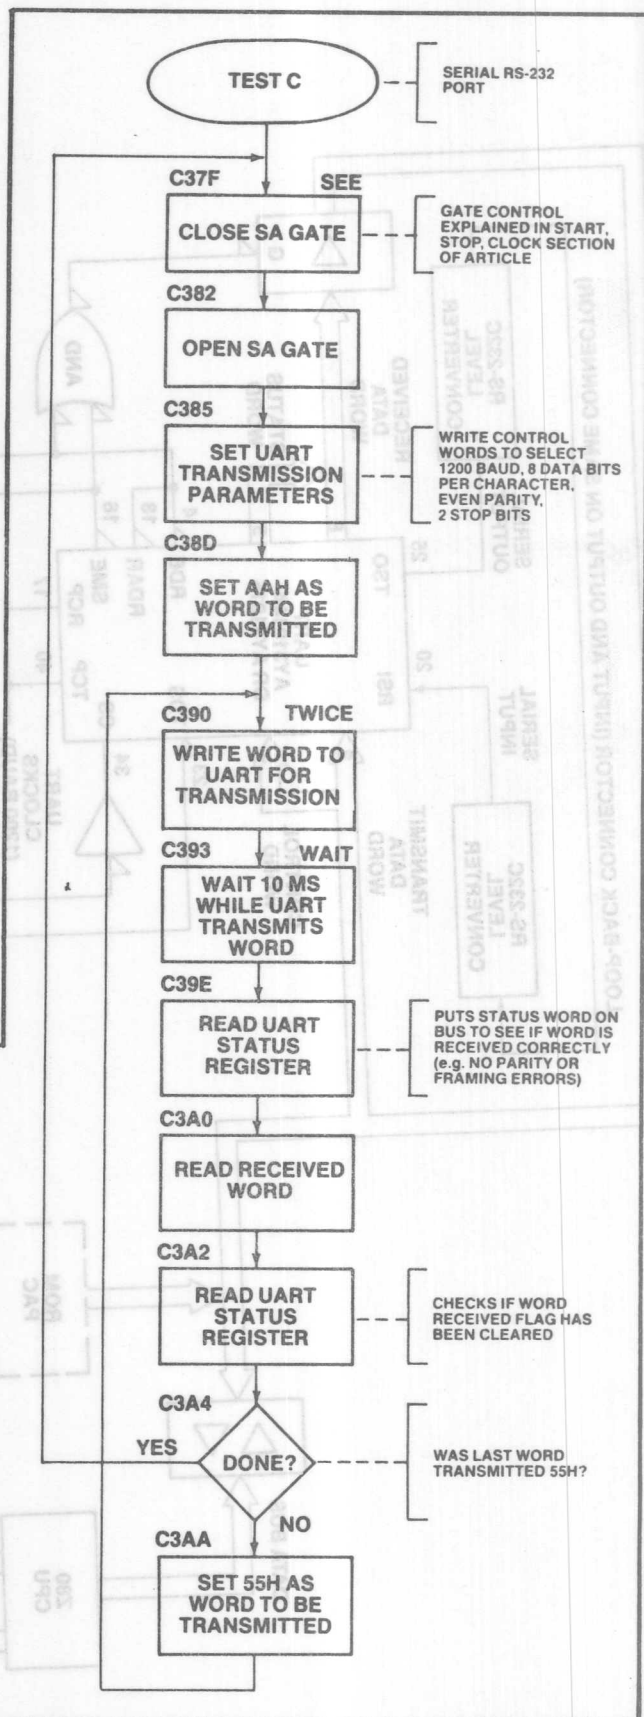 TEST C
SERIAL RS-232
PORT
C37F
SEE
CLOSE SA GATE
GATE CONTROL
EXPLAINED IN START,
STOP, CLOCK SECTION
OF ARTICLE
C382
OPEN SA GATE
C385
SET UART
TRANSMISSION
PARAMETERS
WRITE CONTROL
WORDS TO SELECT
1200 BAUD, 8 DATA BITS
PER CHARACTER,
EVEN PARITY,
2 STOP BITS
C38D
SET AAH AS
WORD TO BE
TRANSMITTED
C390
TWICE
WRITE WORD TO
UART FOR
TRANSMISSION
C393
WAIT
WAIT 10 MS
WHILE UART
TRANSMITS
WORD
C39E
READ UART
STATUS
REGISTER
PUTS STATUS WORD ON
BUS TO SEE IF WORD IS
RECEIVED CORRECTLY
(e.g. NO PARITY OR
FRAMING ERRORS)
C3A0
READ RECEIVED
WORD
C3A2
READ UART
STATUS
REGISTER
CHECKS IF WORD
RECEIVED FLAG HAS
BEEN CLEARED
C3A4
YES
DONE?
WAS LAST WORD
TRANSMITTED 55H?
NO
C3AA
SET 55H AS
WORD TO BE
TRANSMITTED